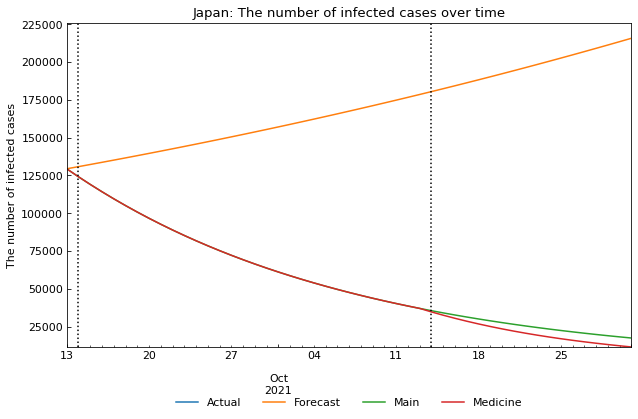 Japan: The number of infected cases over time
The number of infected cases
225000
200000
175000
150000
125000
100000
75000
50000
25000
13 20 27 04 11 18 25
Oct
2021
Actual Forecast Main Medicine